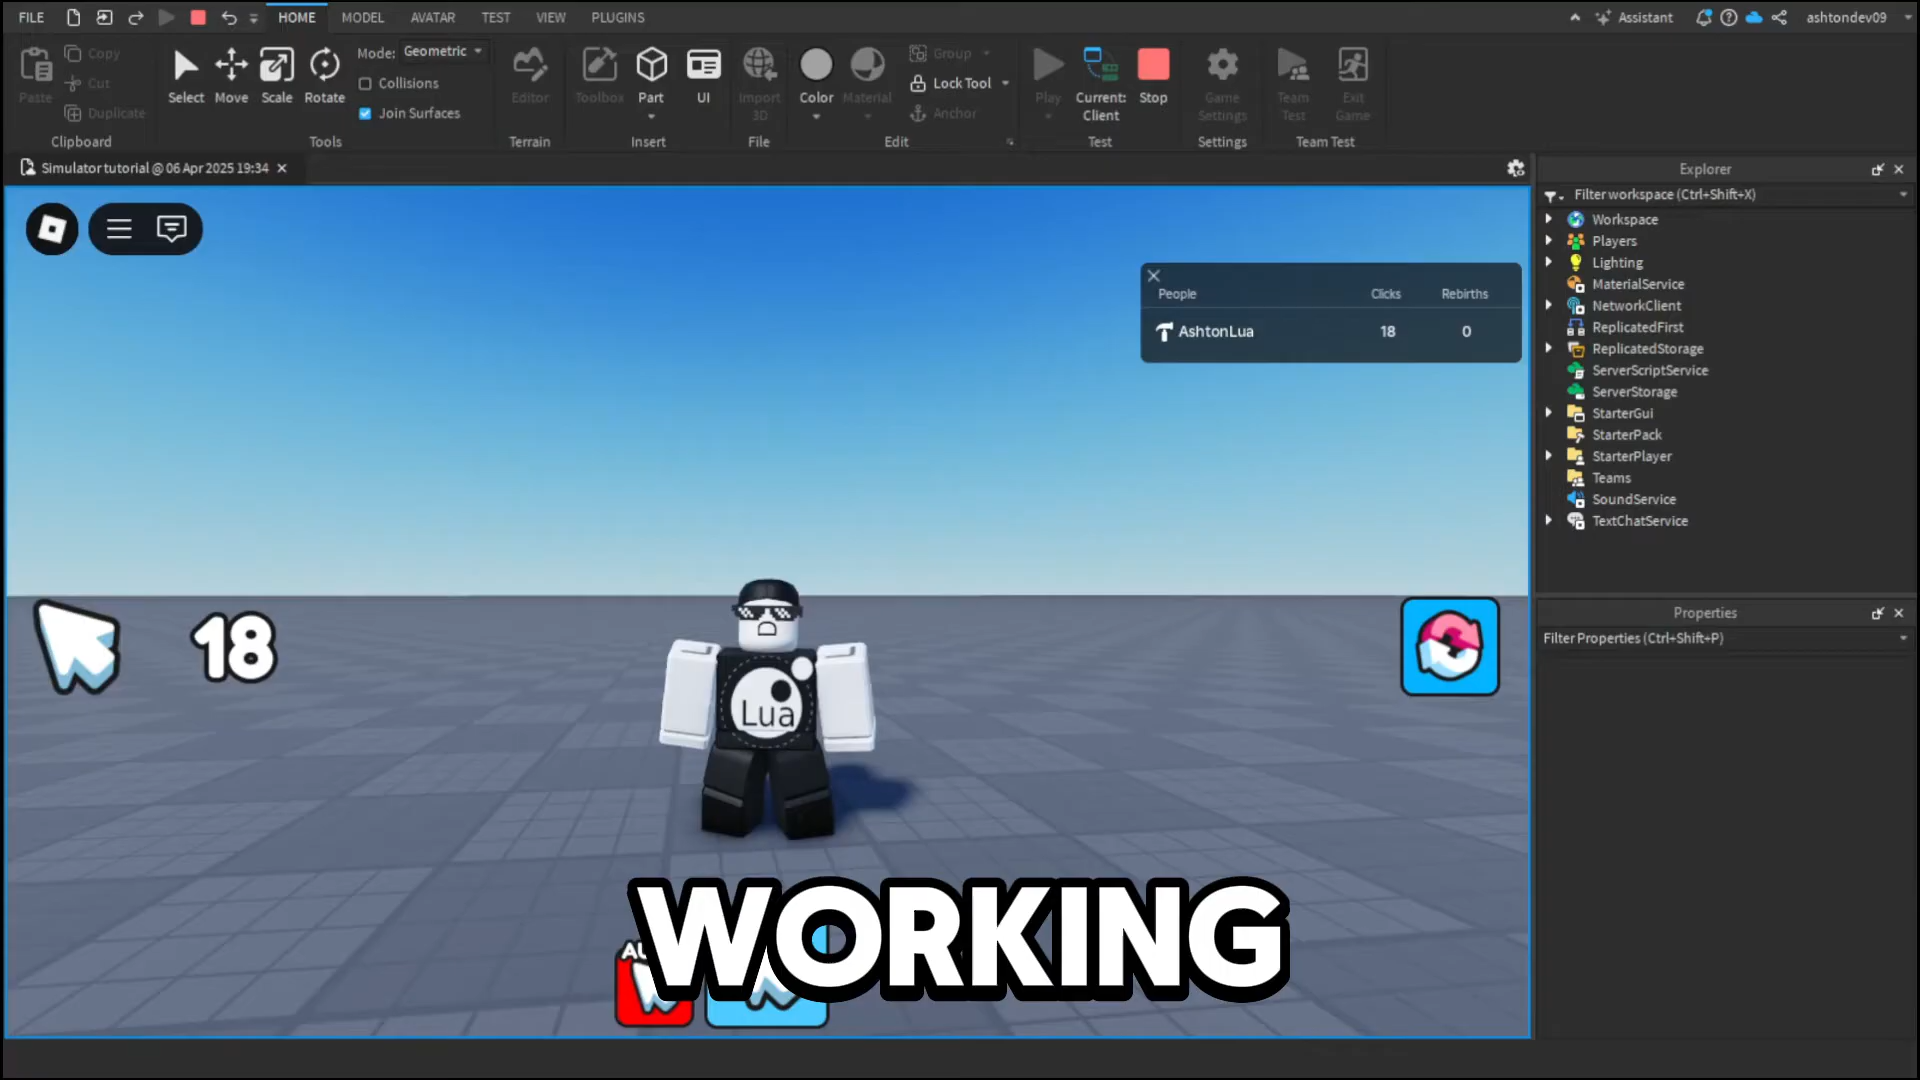 FILE HOME MODEL AVATAR TEST VIEW PLUGINS Assistant ashtondev09
Paste Copy Cut Duplicate
Clipboard
Select Move Scale Rotate
Mode: Geometric
Collisions
Join Surfaces
Tools
Editor
Terrain
Toolbox Part UI
Insert
Import 3D
File
Color Material
Group
Lock Tool
Anchor
Edit
Play Current: Client Stop
Test
Game Settings
Settings
Team Test Exit Game
Team Test
Simulator tutorial @ 06 Apr 2025 19:34
People Clicks Rebirths
AshtonLua 18 0
18
Lua
WORKING
AU
Explorer
Filter workspace (Ctrl+Shift+X)
Workspace
Players
Lighting
MaterialService
NetworkClient
ReplicatedFirst
ReplicatedStorage
ServerScriptService
ServerStorage
StarterGui
StarterPack
StarterPlayer
Teams
SoundService
TextChatService
Properties
Filter Properties (Ctrl+Shift+P)